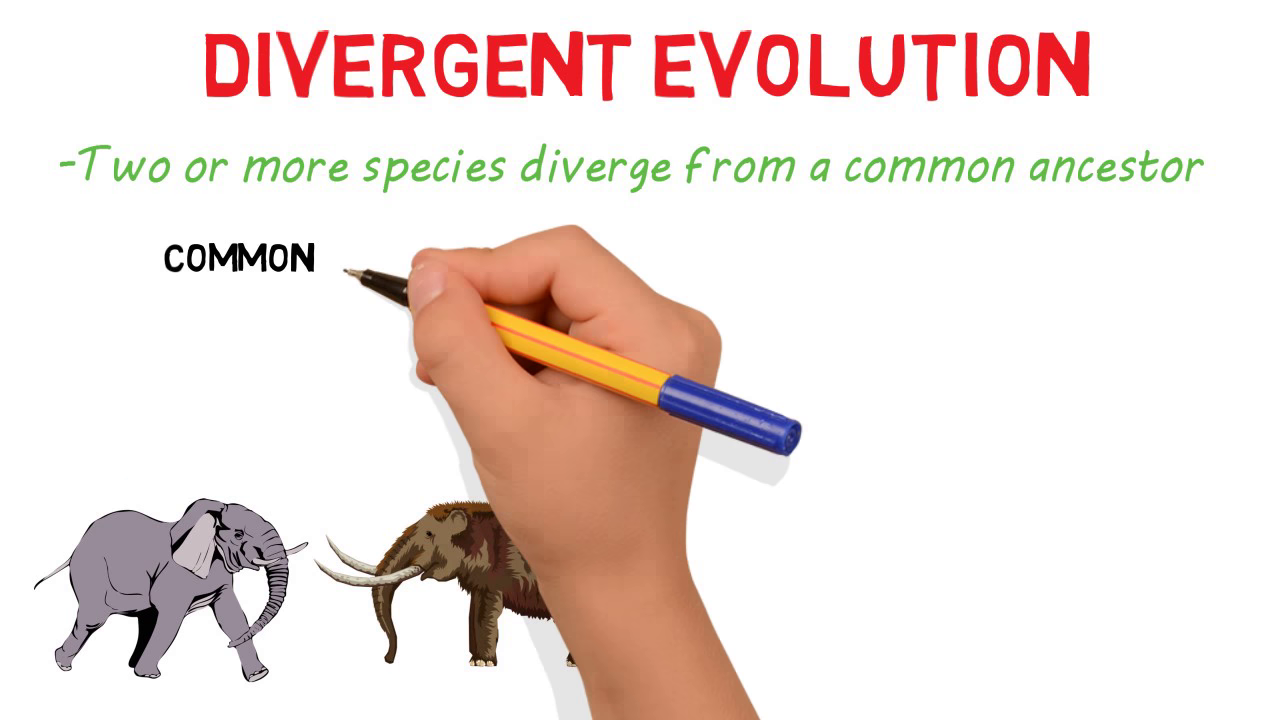 DIVERGENT EVOLUTION
-Two or more species diverge from a common ancestor
COMMON